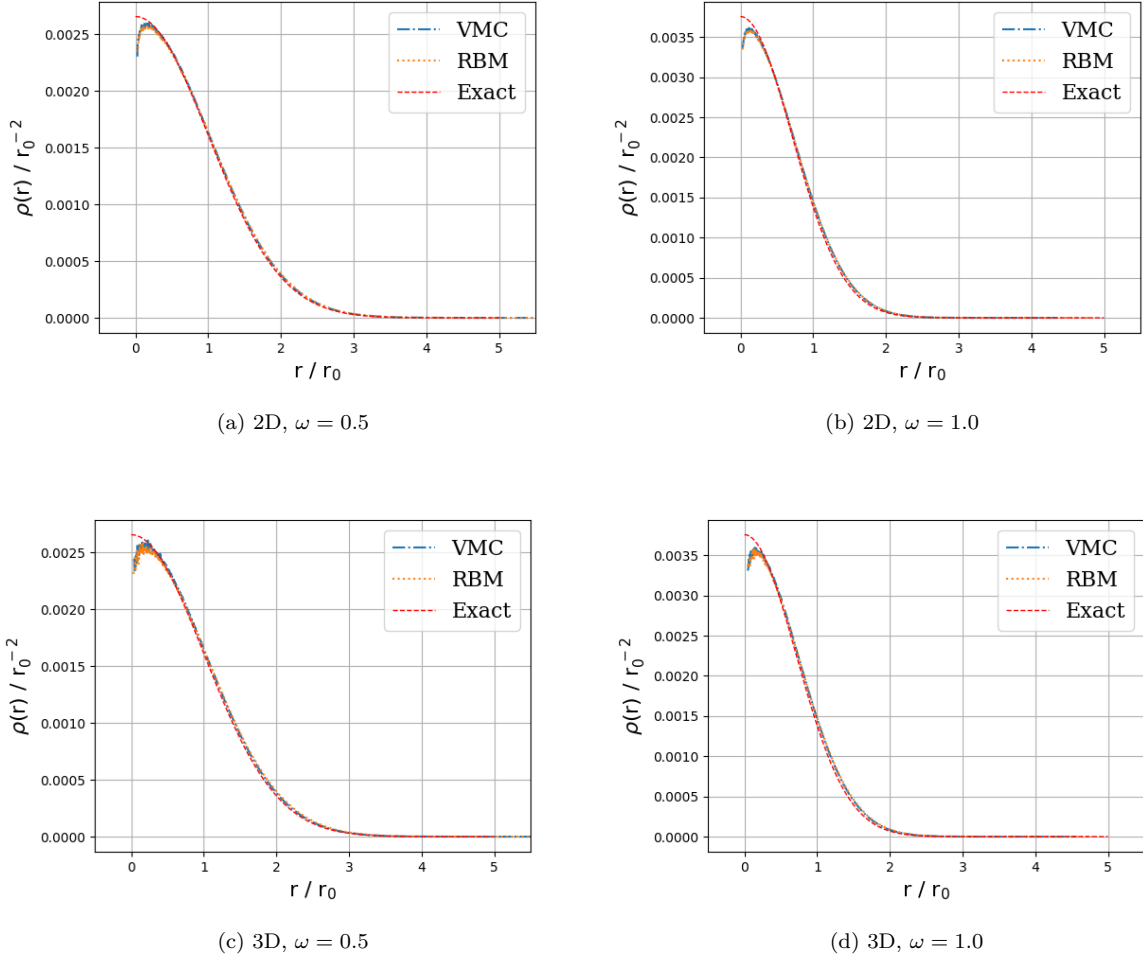 0.0025
0.0020
0.0015
0.0010
0.0005
0.0000
ρ(r) / r₀⁻²
VMC
RBM
Exact
0 1 2 3 4 5
r / r₀
(a) 2D, ω = 0.5
0.0035
0.0030
0.0025
0.0020
0.0015
0.0010
0.0005
0.0000
ρ(r) / r₀⁻²
VMC
RBM
Exact
0 1 2 3 4 5
r / r₀
(b) 2D, ω = 1.0
0.0025
0.0020
0.0015
0.0010
0.0005
0.0000
ρ(r) / r₀⁻²
VMC
RBM
Exact
0 1 2 3 4 5
r / r₀
(c) 3D, ω = 0.5
0.0035
0.0030
0.0025
0.0020
0.0015
0.0010
0.0005
0.0000
ρ(r) / r₀⁻²
VMC
RBM
Exact
0 1 2 3 4 5
r / r₀
(d) 3D, ω = 1.0